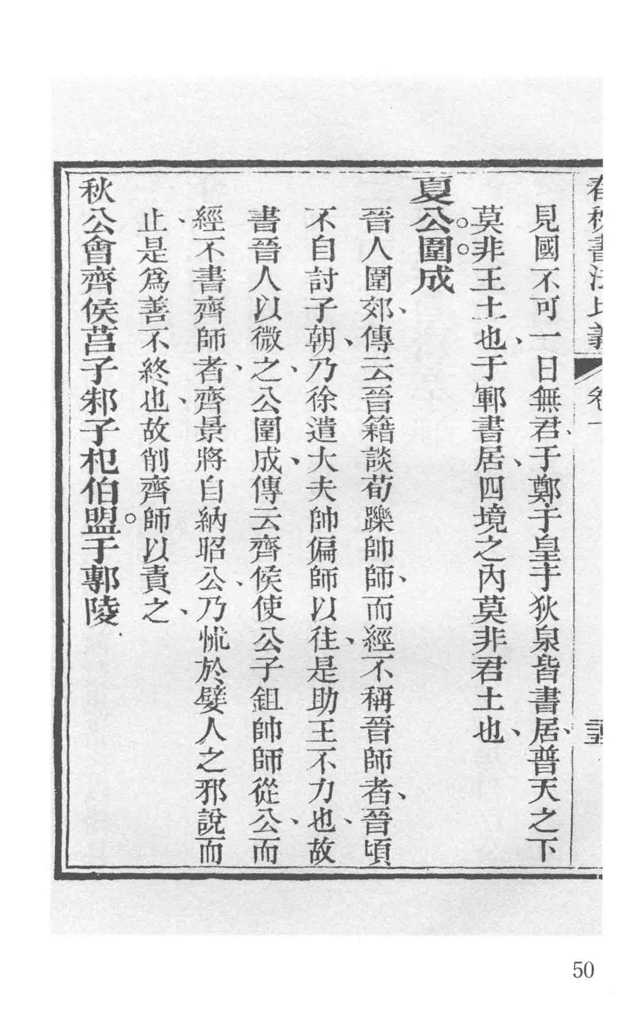 見國不可一日無君于鄭于皇于狄泉皆書居、普天之下
莫非王土也、于鄆書居、四境之內莫非君土也、
夏公圍成
晉人圍郊、傳云晉籍談荀躒帥師、而經不稱晉師者、晉頃
不自討子朝、乃徐遣大夫帥偏師以往、是助王不力也、故
書晉人以微之、公圍成、傳云齊侯使公子鉏帥師從公、而
經不書齊師者、齊景將自納昭公、乃怵於嬖人之邪說而
止、是爲善不終也、故削齊師以責之、
秋公會齊侯莒子邾子杞伯盟于鄟陵
50